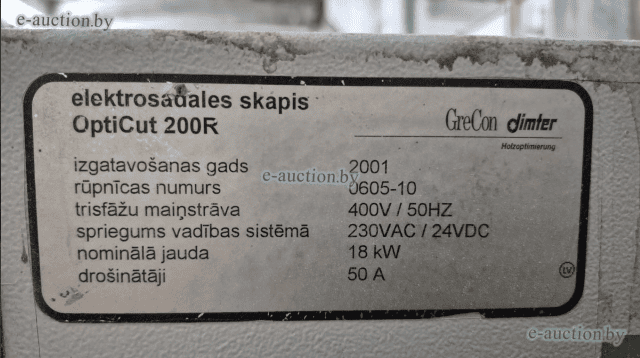 e-auction.by
elektrosadales skapis
OptiCut 200R
GreCon dimter
Holzoptimierung
izgatavošanas gads 2001
e-auction.by
rūpnīcas numurs 0605-10
trisfāžu maiņstrāva 400V / 50HZ
spriegums vadības sistēmā 230VAC / 24VDC
nominālā jauda 18 kW
drošinātāji 50 A
LV
e-auction.by